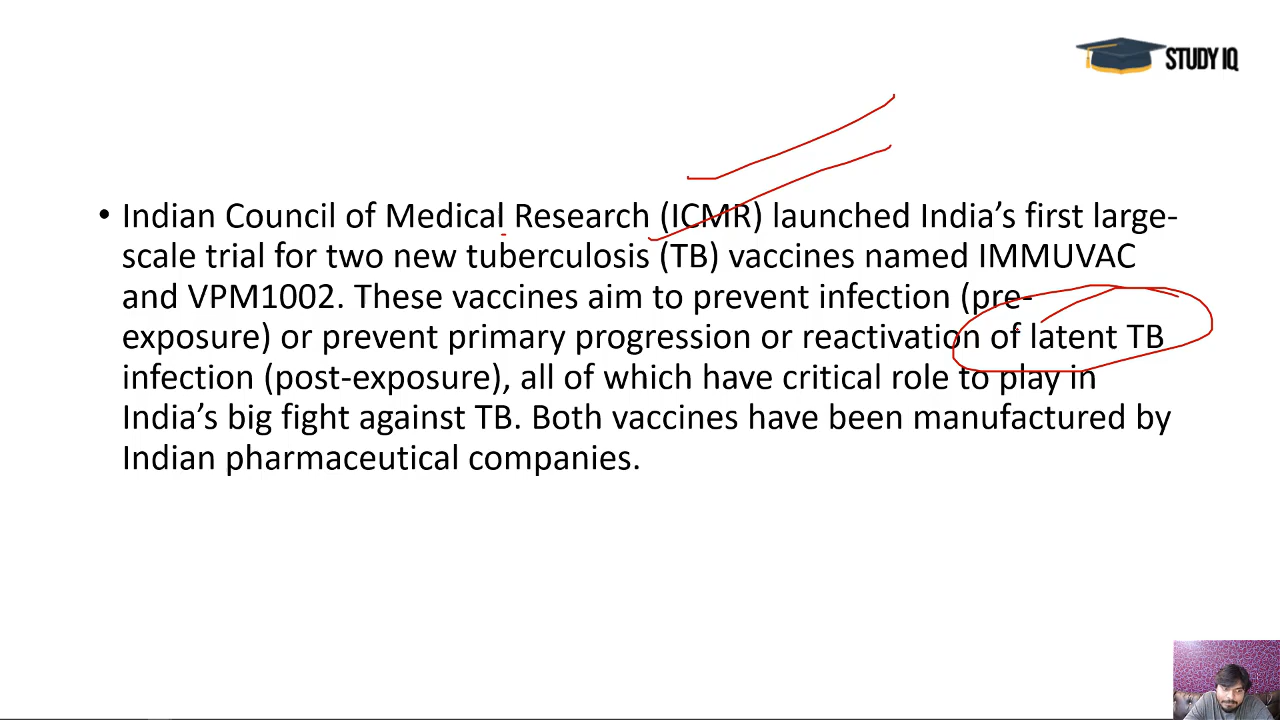 STUDY IQ
• Indian Council of Medical Research (ICMR) launched India’s first large-
scale trial for two new tuberculosis (TB) vaccines named IMMUVAC
and VPM1002. These vaccines aim to prevent infection (pre-
exposure) or prevent primary progression or reactivation of latent TB
infection (post-exposure), all of which have critical role to play in
India’s big fight against TB. Both vaccines have been manufactured by
Indian pharmaceutical companies.